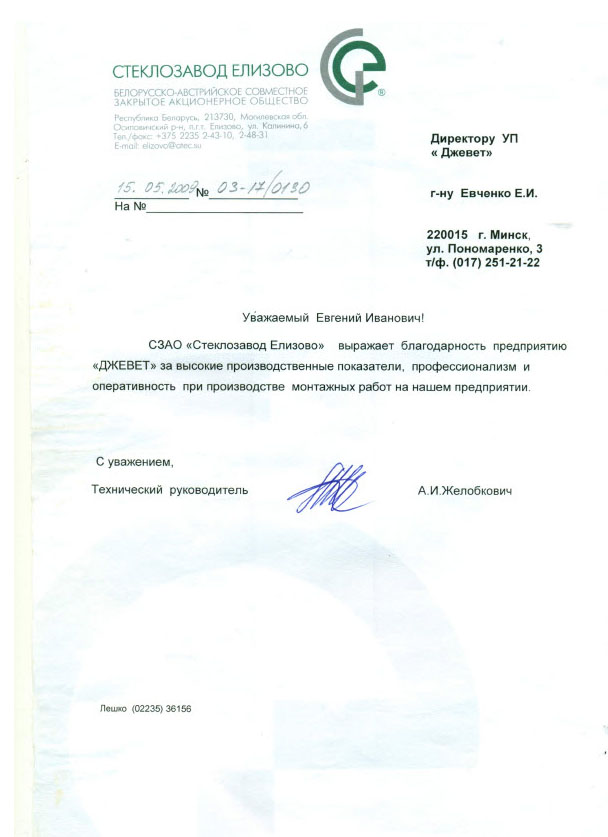 СТЕКЛОЗАВОД ЕЛИЗОВО
БЕЛОРУССКО-АВСТРИЙСКОЕ СОВМЕСТНОЕ
ЗАКРЫТОЕ АКЦИОНЕРНОЕ ОБЩЕСТВО
Республика Беларусь, 213730, Могилевская обл.
Осиповичский р-н, п.г.т. Елизово, ул. Калинина, 6
Тел./факс: +375 2235 2-43-10, 2-48-31
E-mail: elizovo@atec.su
®
Директору УП
« Джевет»
г-ну Евченко Е.И.
220015 г. Минск,
ул. Пономаренко, 3
т/ф. (017) 251-21-22
15. 05. 2009 № 03-17/0130
На №
Уважаемый Евгений Иванович!
СЗАО «Стеклозавод Елизово» выражает благодарность предприятию
«ДЖЕВЕТ» за высокие производственные показатели, профессионализм и
оперативность при производстве монтажных работ на нашем предприятии.
С уважением,
Технический руководитель А.И.Желобкович
Лешко (02235) 36156